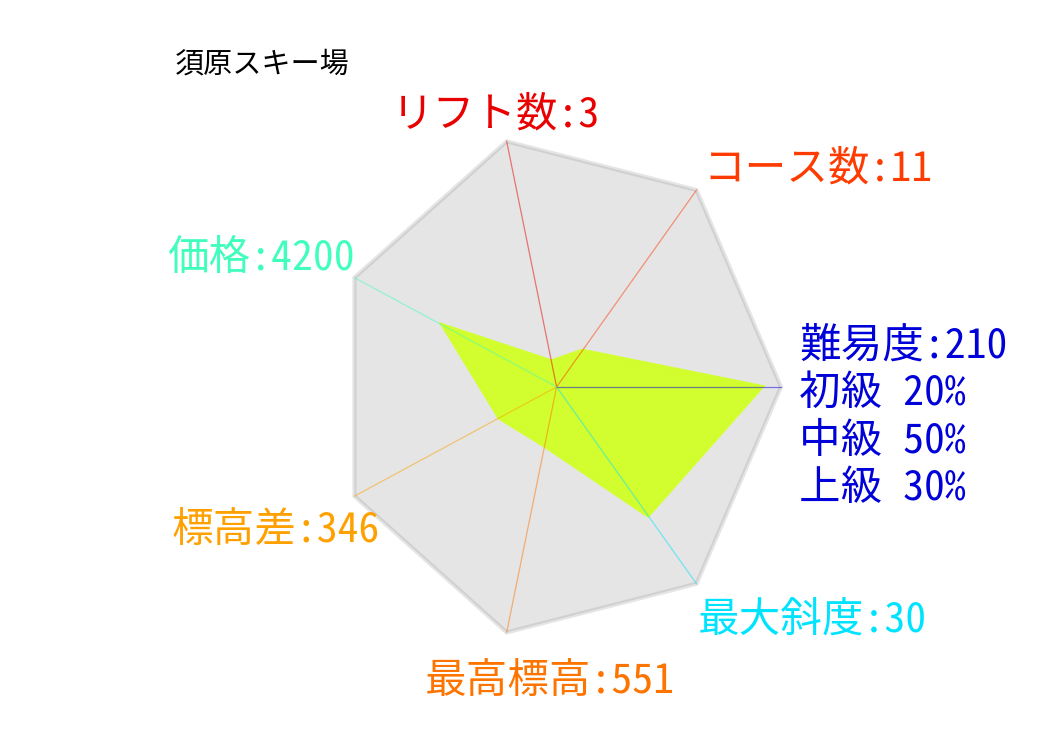 須原スキー場
リフト数:3
コース数:11
価格:4200
難易度:210
初級 20%
中級 50%
上級 30%
標高差:346
最大斜度:30
最高標高:551